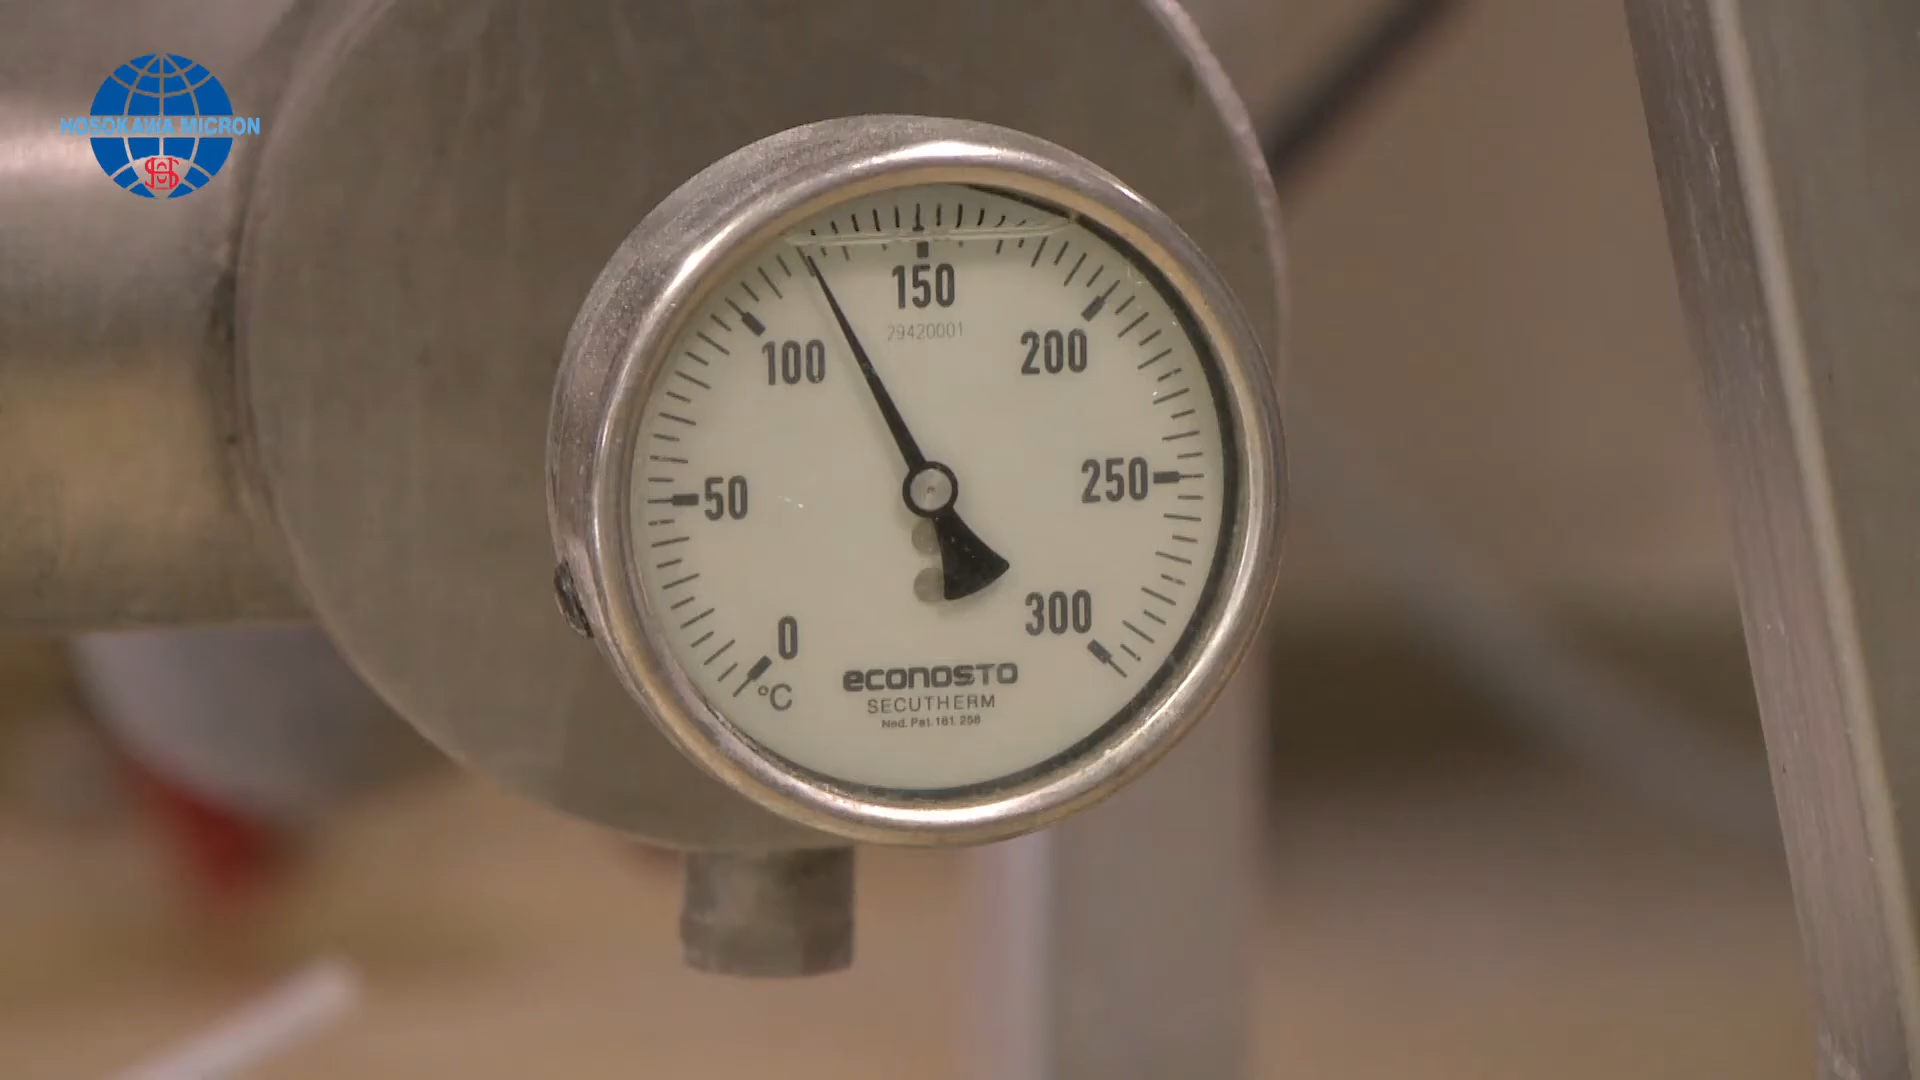 HOSOKAWA MICRON
150
29420001
100
200
50
250
0
300
°C
econosto
SECUTHERM
Ned. Pat. 161. 258